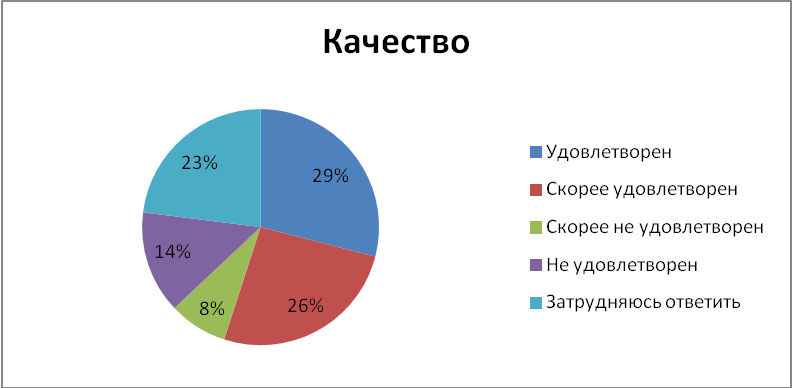 Качество
23%
29%
14%
8%
26%
Удовлетворен
Скорее удовлетворен
Скорее не удовлетворен
Не удовлетворен
Затрудняюсь ответить